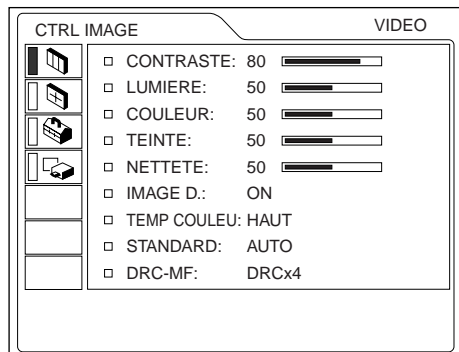 CTRL IMAGE VIDEO
CONTRASTE: 80
LUMIERE: 50
COULEUR: 50
TEINTE: 50
NETTETE: 50
IMAGE D.: ON
TEMP COULEU: HAUT
STANDARD: AUTO
DRC-MF: DRCx4